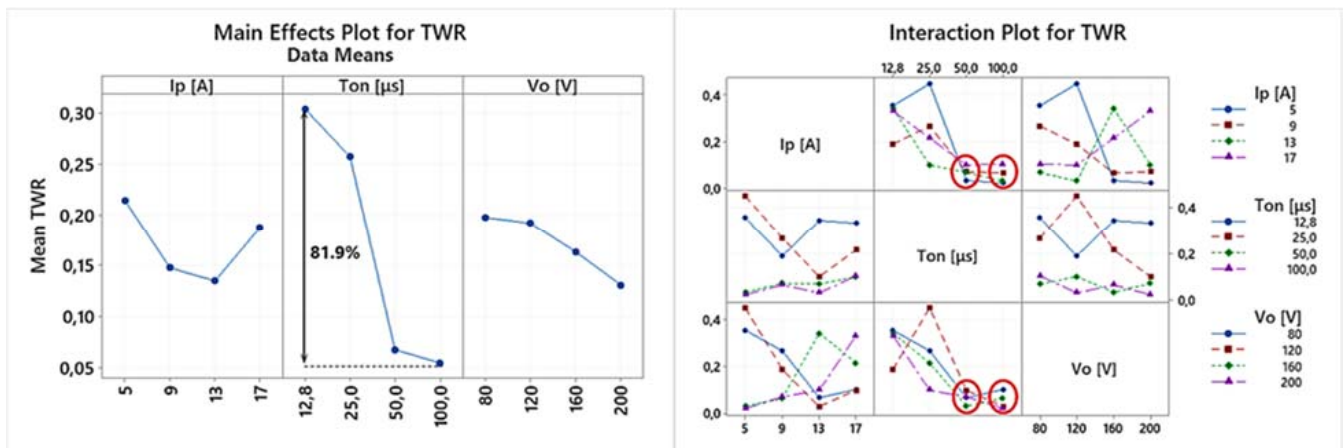 Main Effects Plot for TWR
Data Means
Ip [A] Ton [µs] Vo [V]
Mean TWR
0,30
0,25
0,20
0,15
0,10
0,05
81.9%
5 9 13 17 12,8 25,0 50,0 100,0 80 120 160 200
Interaction Plot for TWR
12,8 25,0 50,0 100,0
0,4
0,2
0,0
Ip [A]
Ip [A]
5
9
13
17
Ton [µs]
0,4
0,2
0,0
Ton [µs]
12,8
25,0
50,0
100,0
0,4
0,2
0,0
Vo [V]
Vo [V]
80
120
160
200
5 9 13 17 80 120 160 200